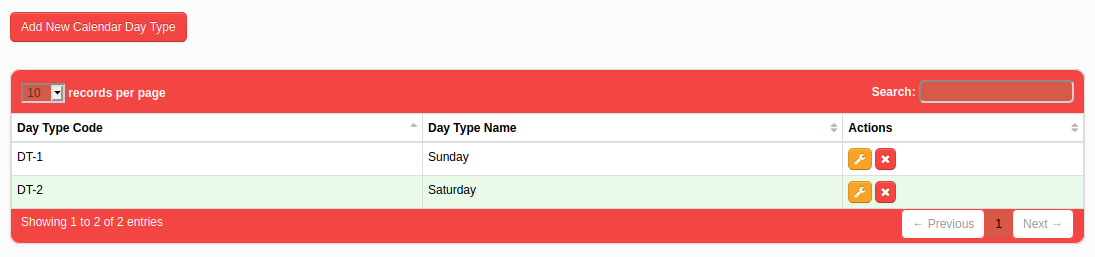 Add New Calendar Day Type
10 records per page Search:
Day Type Code Day Type Name Actions
DT-1 Sunday
DT-2 Saturday
Showing 1 to 2 of 2 entries ← Previous 1 Next →